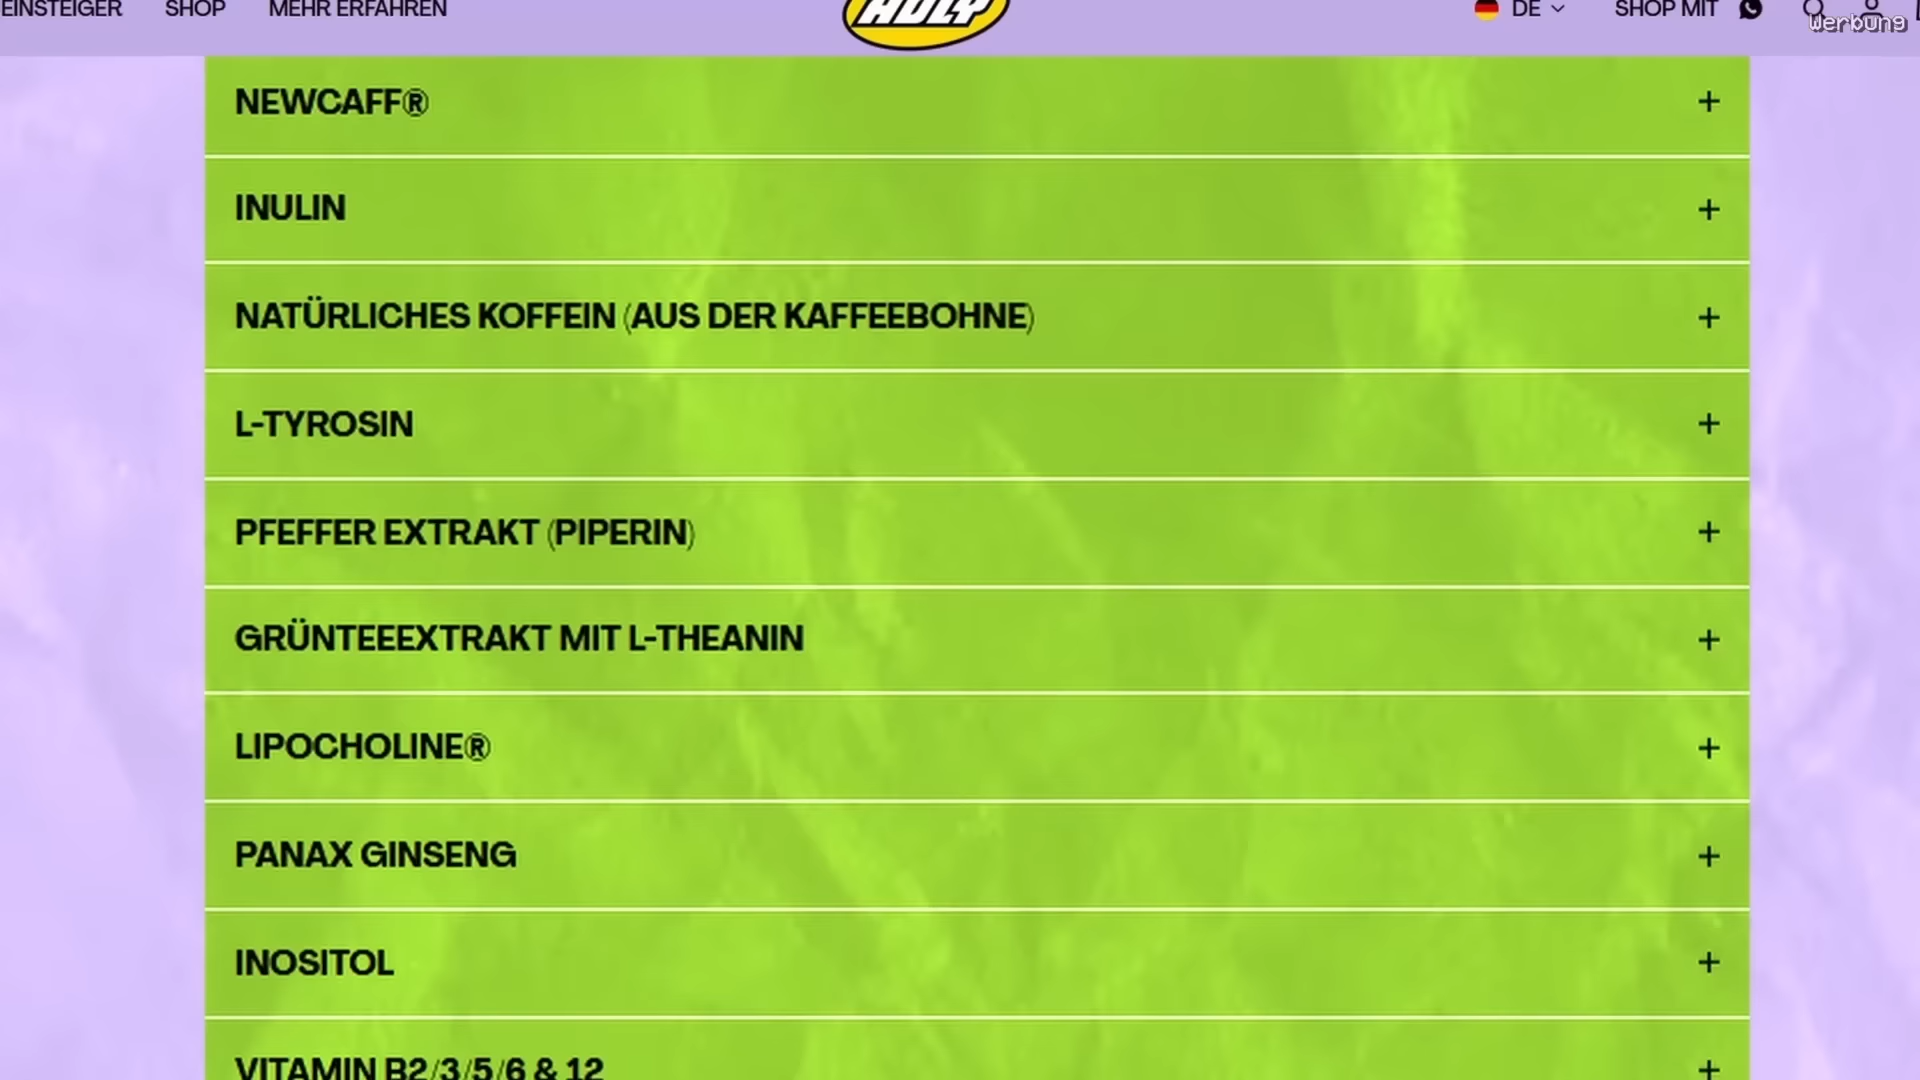 EINSTEIGER SHOP MEHR ERFAHREN HOLY DE SHOP MIT
Werbung
NEWCAFF®
INULIN
NATÜRLICHES KOFFEIN (AUS DER KAFFEEBOHNE)
L-TYROSIN
PFEFFER EXTRAKT (PIPERIN)
GRÜNTEEEXTRAKT MIT L-THEANIN
LIPOCHOLINE®
PANAX GINSENG
INOSITOL
VITAMIN B2/3/5/6 & 12